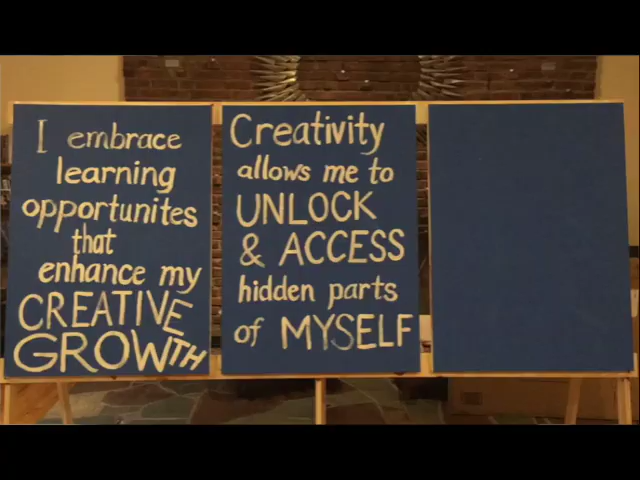 I embrace
learning
opportunites
that
enhance my
CREATIVE
GROWTH
Creativity
allows me to
UNLOCK
& ACCESS
hidden parts
of MYSELF